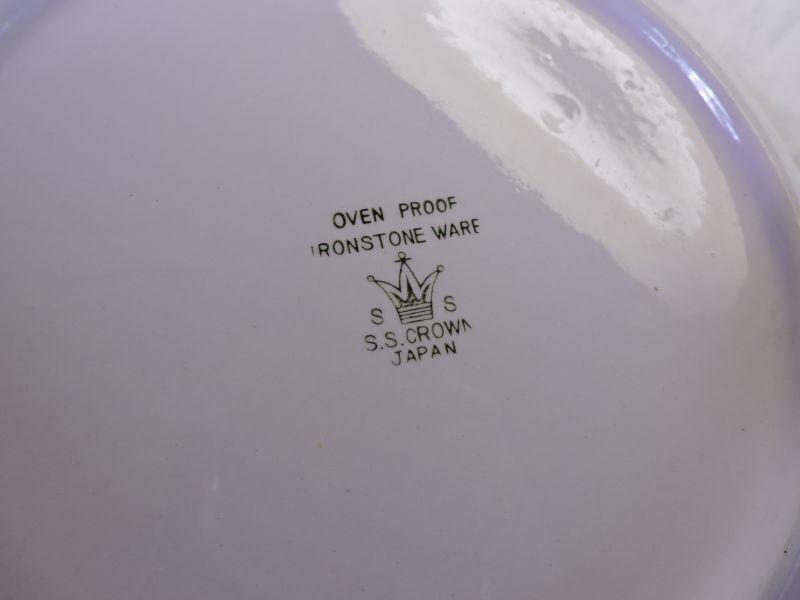 OVEN PROOF
IRONSTONE WARE
S S
S.S.CROWN
JAPAN